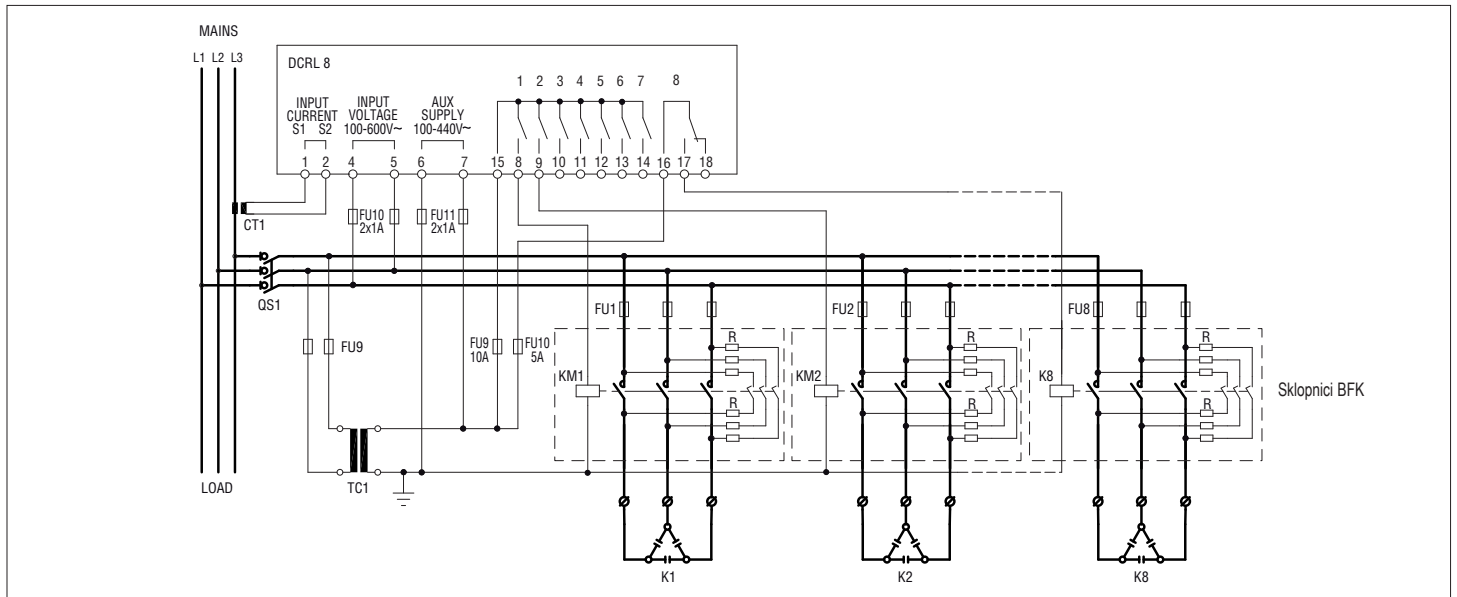 MAINS
L1 L2 L3
DCRL 8
1 2 3 4 5 6 7 8
INPUT CURRENT
S1 S2
INPUT VOLTAGE
100-600V~
AUX SUPPLY
100-440V~
1 2 4 5 6 7 15 8 9 10 11 12 13 14 16 17 18
CT1
FU10
2x1A
FU11
2x1A
QS1
FU9
FU9
10A
FU10
5A
FU1
FU2
FU8
R
R
R
KM1
KM2
K8
R
R
R
Sklopnici BFK
LOAD
TC1
K1
K2
K8